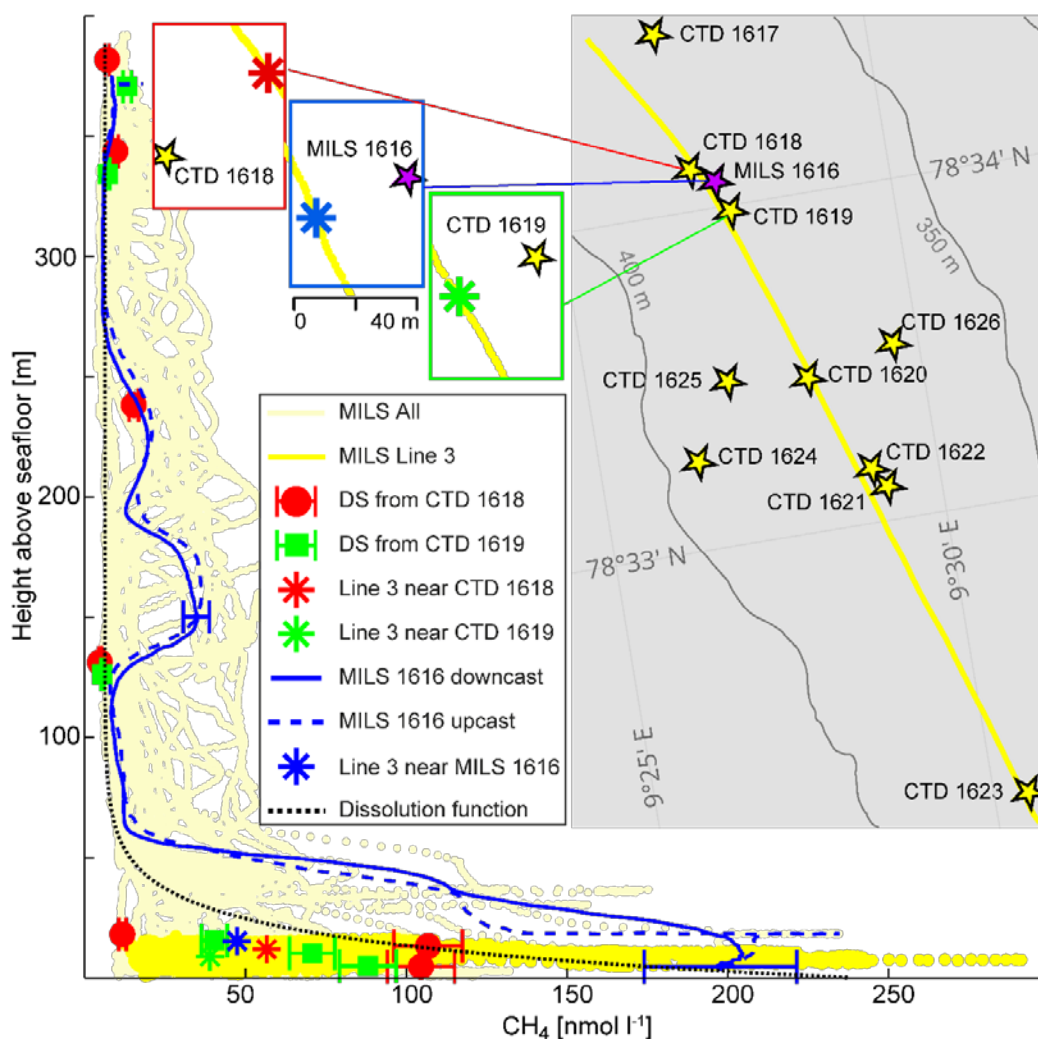 CTD 1617
CTD 1618
MILS 1616
78°34' N
CTD 1619
350 m
400 m
CTD 1626
CTD 1625
CTD 1620
CTD 1624
CTD 1622
CTD 1621
78°33' N
9°30' E
9°25' E
CTD 1623
CTD 1618
MILS 1616
CTD 1619
0 40 m
MILS All
MILS Line 3
DS from CTD 1618
DS from CTD 1619
Line 3 near CTD 1618
Line 3 near CTD 1619
MILS 1616 downcast
MILS 1616 upcast
Line 3 near MILS 1616
Dissolution function
Height above seafloor [m]
300
200
100
50 100 150 200 250
CH₄ [nmol l⁻¹]